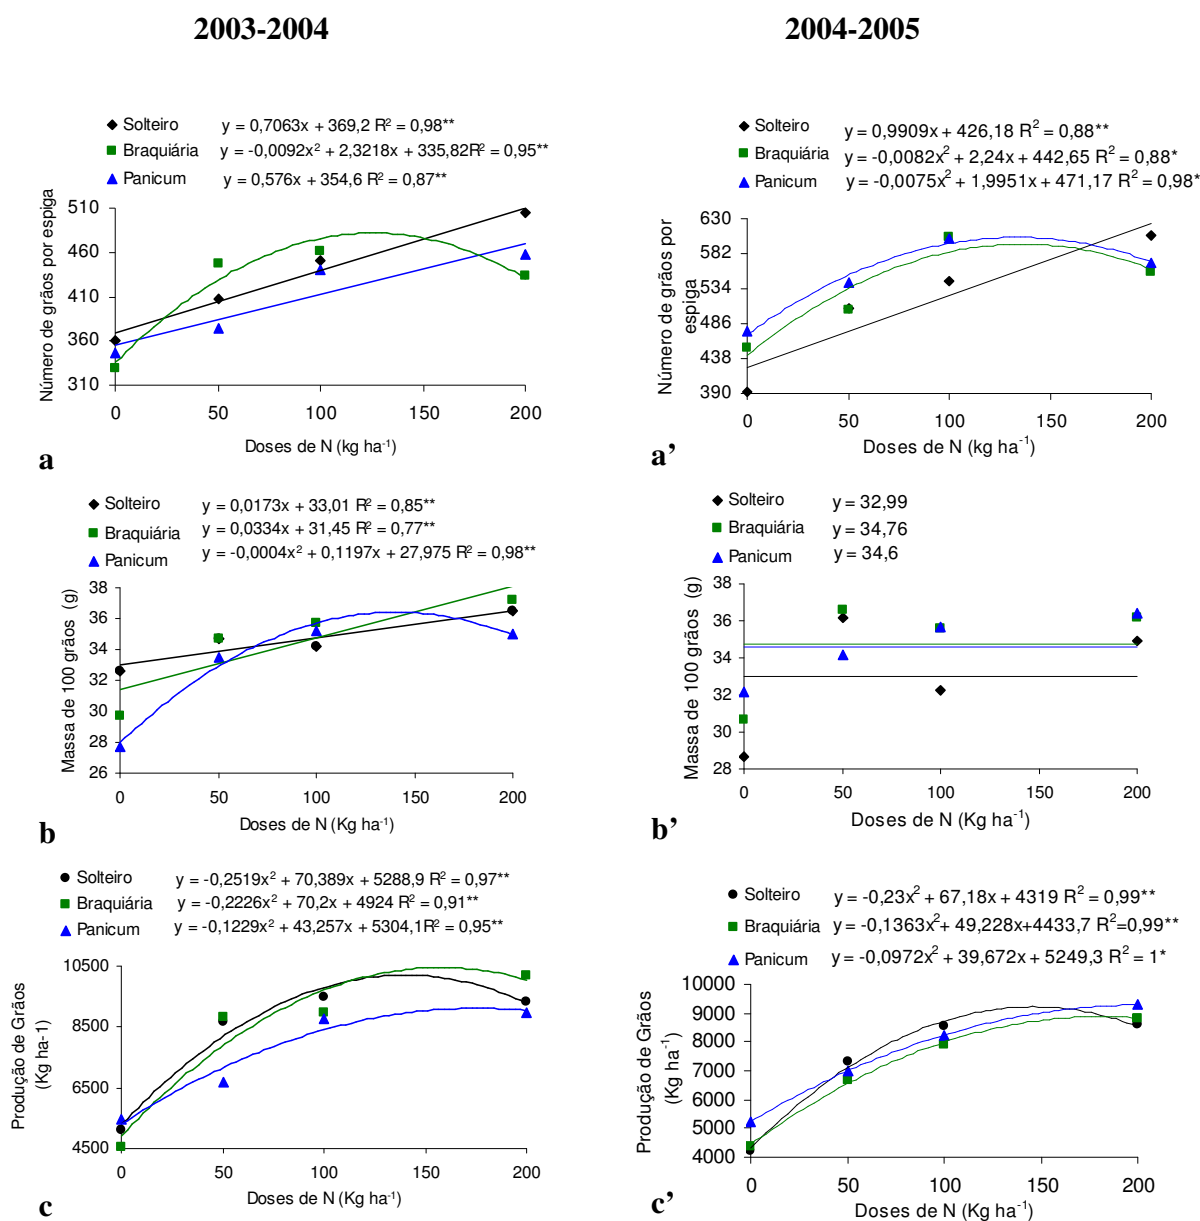 2003-2004
2004-2005
Solteiro y = 0,7063x + 369,2 R² = 0,98**
Braquiária y = -0,0092x² + 2,3218x + 335,82R² = 0,95**
Panicum y = 0,576x + 354,6 R² = 0,87**
510
460
410
360
310
Número de grãos por espiga
0 50 100 150 200
Doses de N (kg ha-1)
a
Solteiro y = 0,9909x + 426,18 R² = 0,88**
Braquiária y = -0,0082x² + 2,24x + 442,65 R² = 0,88*
Panicum y = -0,0075x² + 1,9951x + 471,17 R² = 0,98*
630
582
534
486
438
390
Número de grãos por
espiga
0 50 100 150 200
Doses de N (kg ha-1)
a’
Solteiro y = 0,0173x + 33,01 R² = 0,85**
Braquiária y = 0,0334x + 31,45 R² = 0,77**
Panicum y = -0,0004x² + 0,1197x + 27,975 R² = 0,98**
38
36
34
33
31
30
28
26
Massa de 100 grãos (g)
0 50 100 150 200
Doses de N (Kg ha-1)
b
Solteiro y = 32,99
Braquiária y = 34,76
Panicum y = 34,6
38
36
34
32
31
29
28
Massa de 100 grãos (g)
0 50 100 150 200
Doses de N (Kg ha-1)
b’
Solteiro y = -0,2519x² + 70,389x + 5288,9 R² = 0,97**
Braquiária y = -0,2226x² + 70,2x + 4924 R² = 0,91**
Panicum y = -0,1229x² + 43,257x + 5304,1R² = 0,95**
10500
8500
6500
4500
Produção de Grãos
(Kg ha-1)
0 50 100 150 200
Doses de N (Kg ha-1)
c
Solteiro y = -0,23x² + 67,18x + 4319 R² = 0,99**
Braquiária y = -0,1363x² + 49,228x+4433,7 R²=0,99**
Panicum y = -0,0972x² + 39,672x + 5249,3 R² = 1*
10000
9000
8000
7000
6000
5000
4000
Produção de Grãos
(Kg ha-1)
0 50 100 150 200
Doses de N (Kg ha-1)
c’